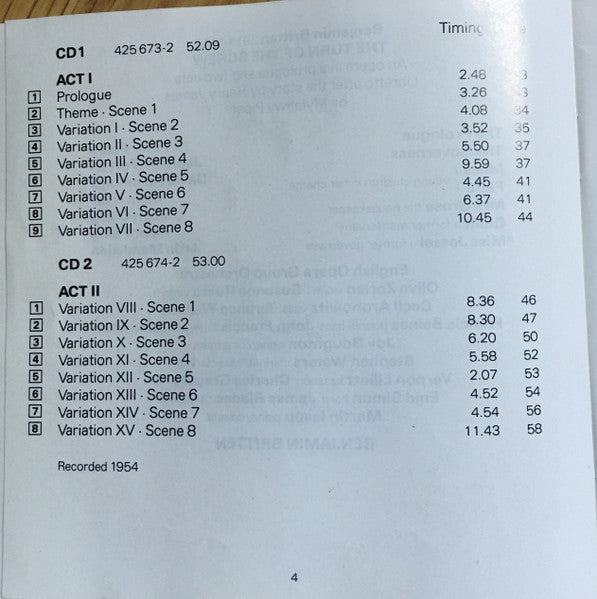 Timing
CD1 425 673-2 52.09
ACT I
1 Prologue 2.48
2 Theme · Scene 1 3.26
3 Variation I · Scene 2 4.08 34
4 Variation II · Scene 3 3.52 35
5 Variation III · Scene 4 5.50 37
6 Variation IV · Scene 5 9.59 37
7 Variation V · Scene 6 4.45 41
8 Variation VI · Scene 7 6.37 41
9 Variation VII · Scene 8 10.45 44
CD 2 425 674-2 53.00
ACT II
1 Variation VIII · Scene 1 8.36 46
2 Variation IX · Scene 2 8.30 47
3 Variation X · Scene 3 6.20 50
4 Variation XI · Scene 4 5.58 52
5 Variation XII · Scene 5 2.07 53
6 Variation XIII · Scene 6 4.52 54
7 Variation XIV · Scene 7 4.54 56
8 Variation XV · Scene 8 11.43 58
Recorded 1954
4